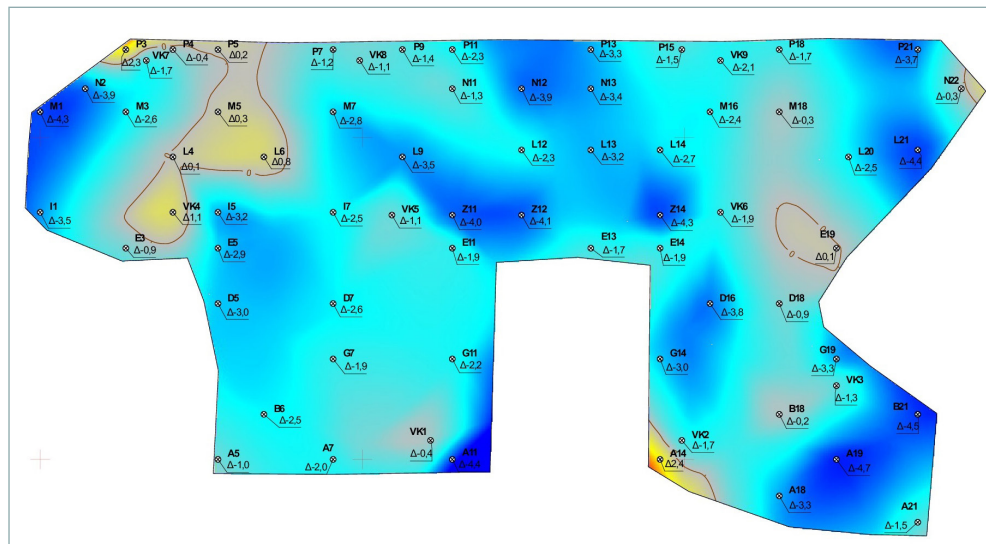 P3
Δ2,3
P4
Δ-0,4
P5
Δ0,2
P7
Δ-1,2
P9
Δ-1,4
P11
Δ-2,3
P13
Δ-3,3
P15
Δ-1,5
P18
Δ-1,7
P21
Δ-3,7
VK7
Δ-1,7
VK8
Δ-1,1
VK9
Δ-2,1
N2
Δ-3,9
N11
Δ-1,3
N12
Δ-3,9
N13
Δ-3,4
N22
Δ-0,3
M1
Δ-4,3
M3
Δ-2,6
M5
Δ0,3
M7
Δ-2,8
M16
Δ-2,4
M18
Δ-0,3
L4
Δ0,1
L6
Δ0,8
L9
Δ-3,5
L12
Δ-2,3
L13
Δ-3,2
L14
Δ-2,7
L20
Δ-2,5
L21
Δ-4,4
I1
Δ-3,5
VK4
Δ1,1
I5
Δ-3,2
I7
Δ-2,5
VK5
Δ-1,1
Z11
Δ-4,0
Z12
Δ-4,1
Z14
Δ-4,3
VK6
Δ-1,9
E3
Δ-0,9
E5
Δ-2,9
E11
Δ-1,9
E13
Δ-1,7
E14
Δ-1,9
E19
Δ0,1
D5
Δ-3,0
D7
Δ-2,6
D16
Δ-3,8
D18
Δ-0,9
G7
Δ-1,9
G11
Δ-2,2
G14
Δ-3,0
G19
Δ-3,3
VK3
Δ-1,3
B6
Δ-2,5
B18
Δ-0,2
B21
Δ-4,5
VK1
Δ-0,4
VK2
Δ-1,7
A5
Δ-1,0
A7
Δ-2,0
A11
A14
Δ2,4
A19
Δ-4,7
A18
Δ-3,3
A21
Δ-1,5